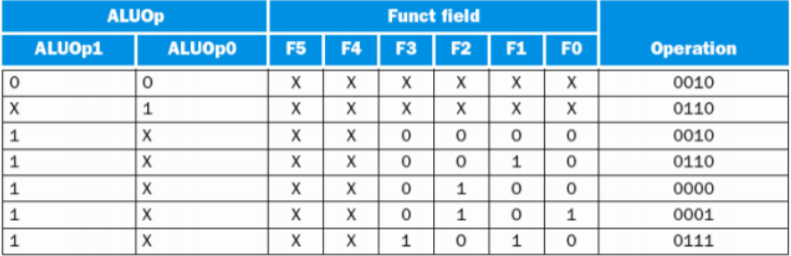 ALUOp Funct field
ALUOp1 ALUOp0 F5 F4 F3 F2 F1 F0 Operation
0 0 X X X X X X 0010
X 1 X X X X X X 0110
1 X X X 0 0 0 0 0010
1 X X X 0 0 1 0 0110
1 X X X 0 1 0 0 0000
1 X X X 0 1 0 1 0001
1 X X X 1 0 1 0 0111